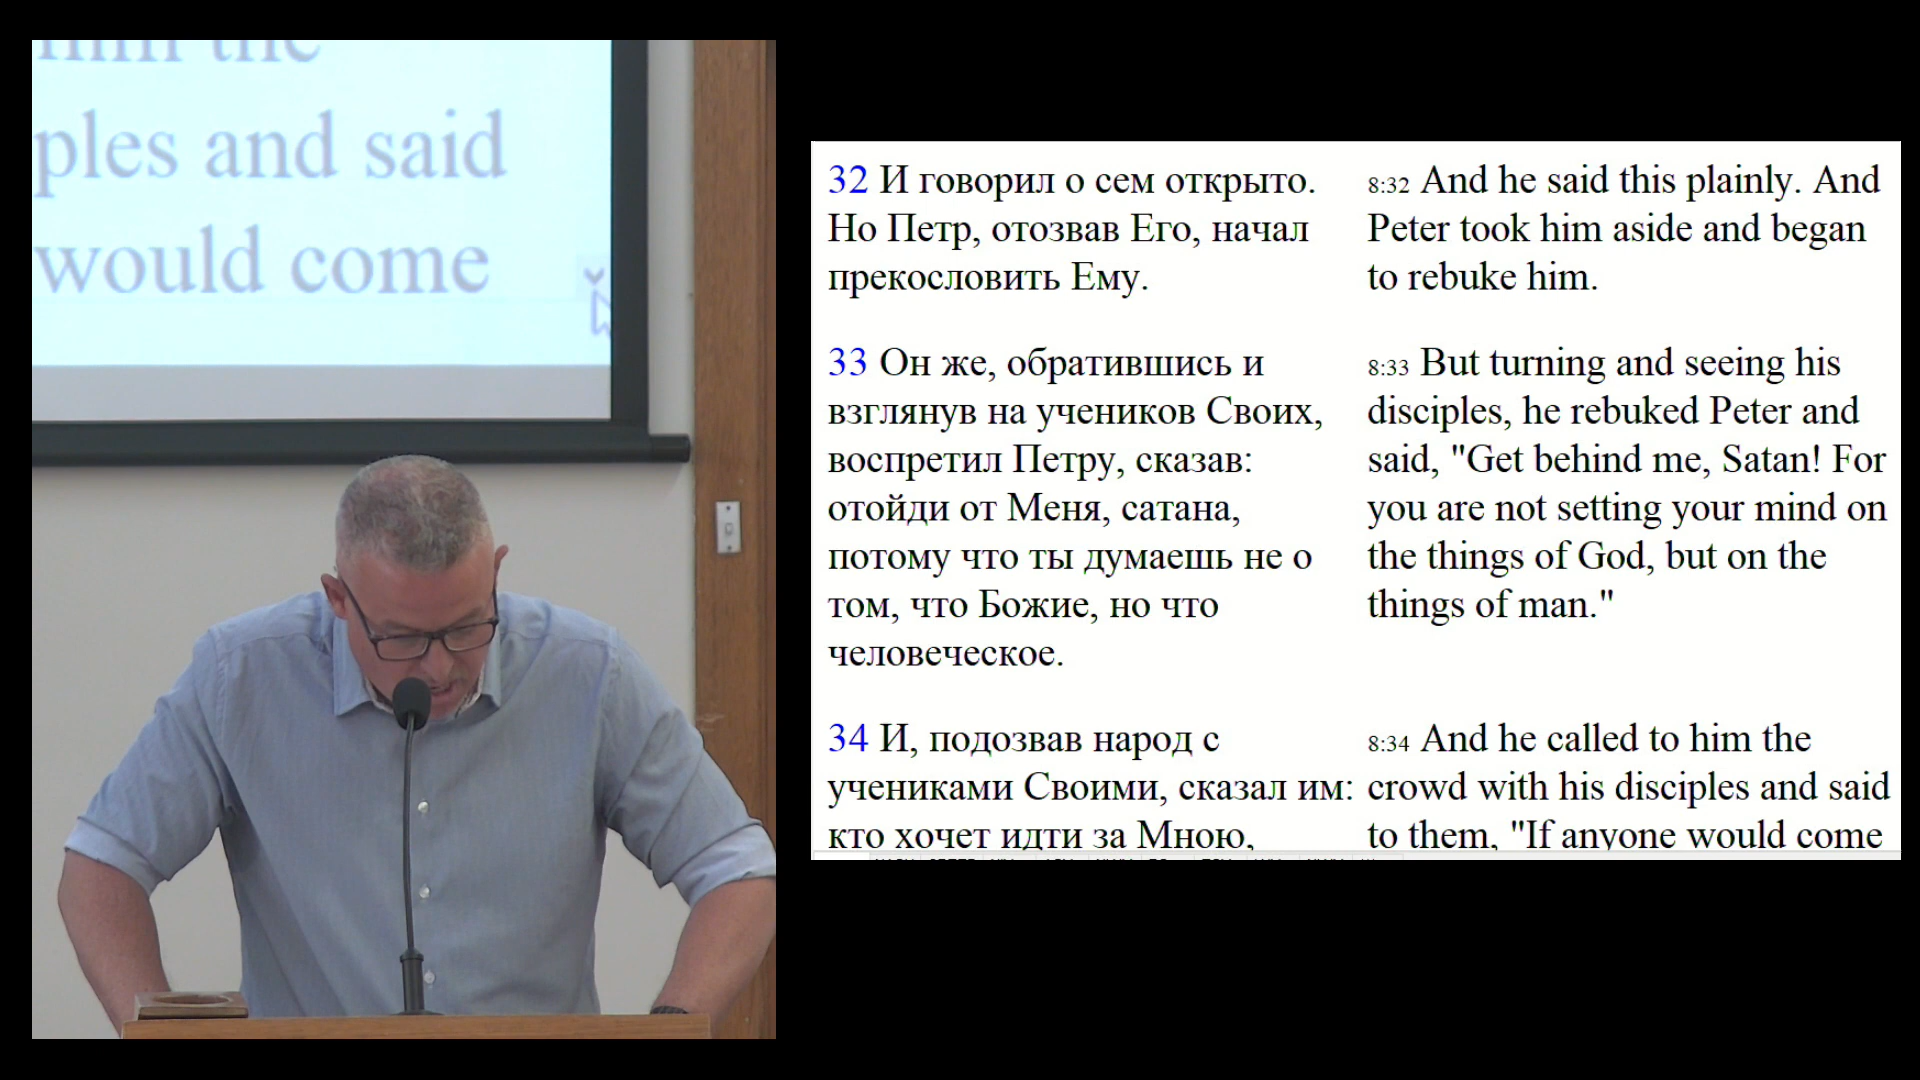 him the
ples and said
would come
32 И говорил о сем открыто.
Но Петр, отозвав Его, начал
прекословить Ему.
33 Он же, обратившись и
взглянув на учеников Своих,
воспретил Петру, сказав:
отойди от Меня, сатана,
потому что ты думаешь не о
том, что Божие, но что
человеческое.
34 И, подозвав народ с
учениками Своими, сказал им:
кто хочет идти за Мною,
8:32 And he said this plainly. And
Peter took him aside and began
to rebuke him.
8:33 But turning and seeing his
disciples, he rebuked Peter and
said, "Get behind me, Satan! For
you are not setting your mind on
the things of God, but on the
things of man."
8:34 And he called to him the
crowd with his disciples and said
to them, "If anyone would come